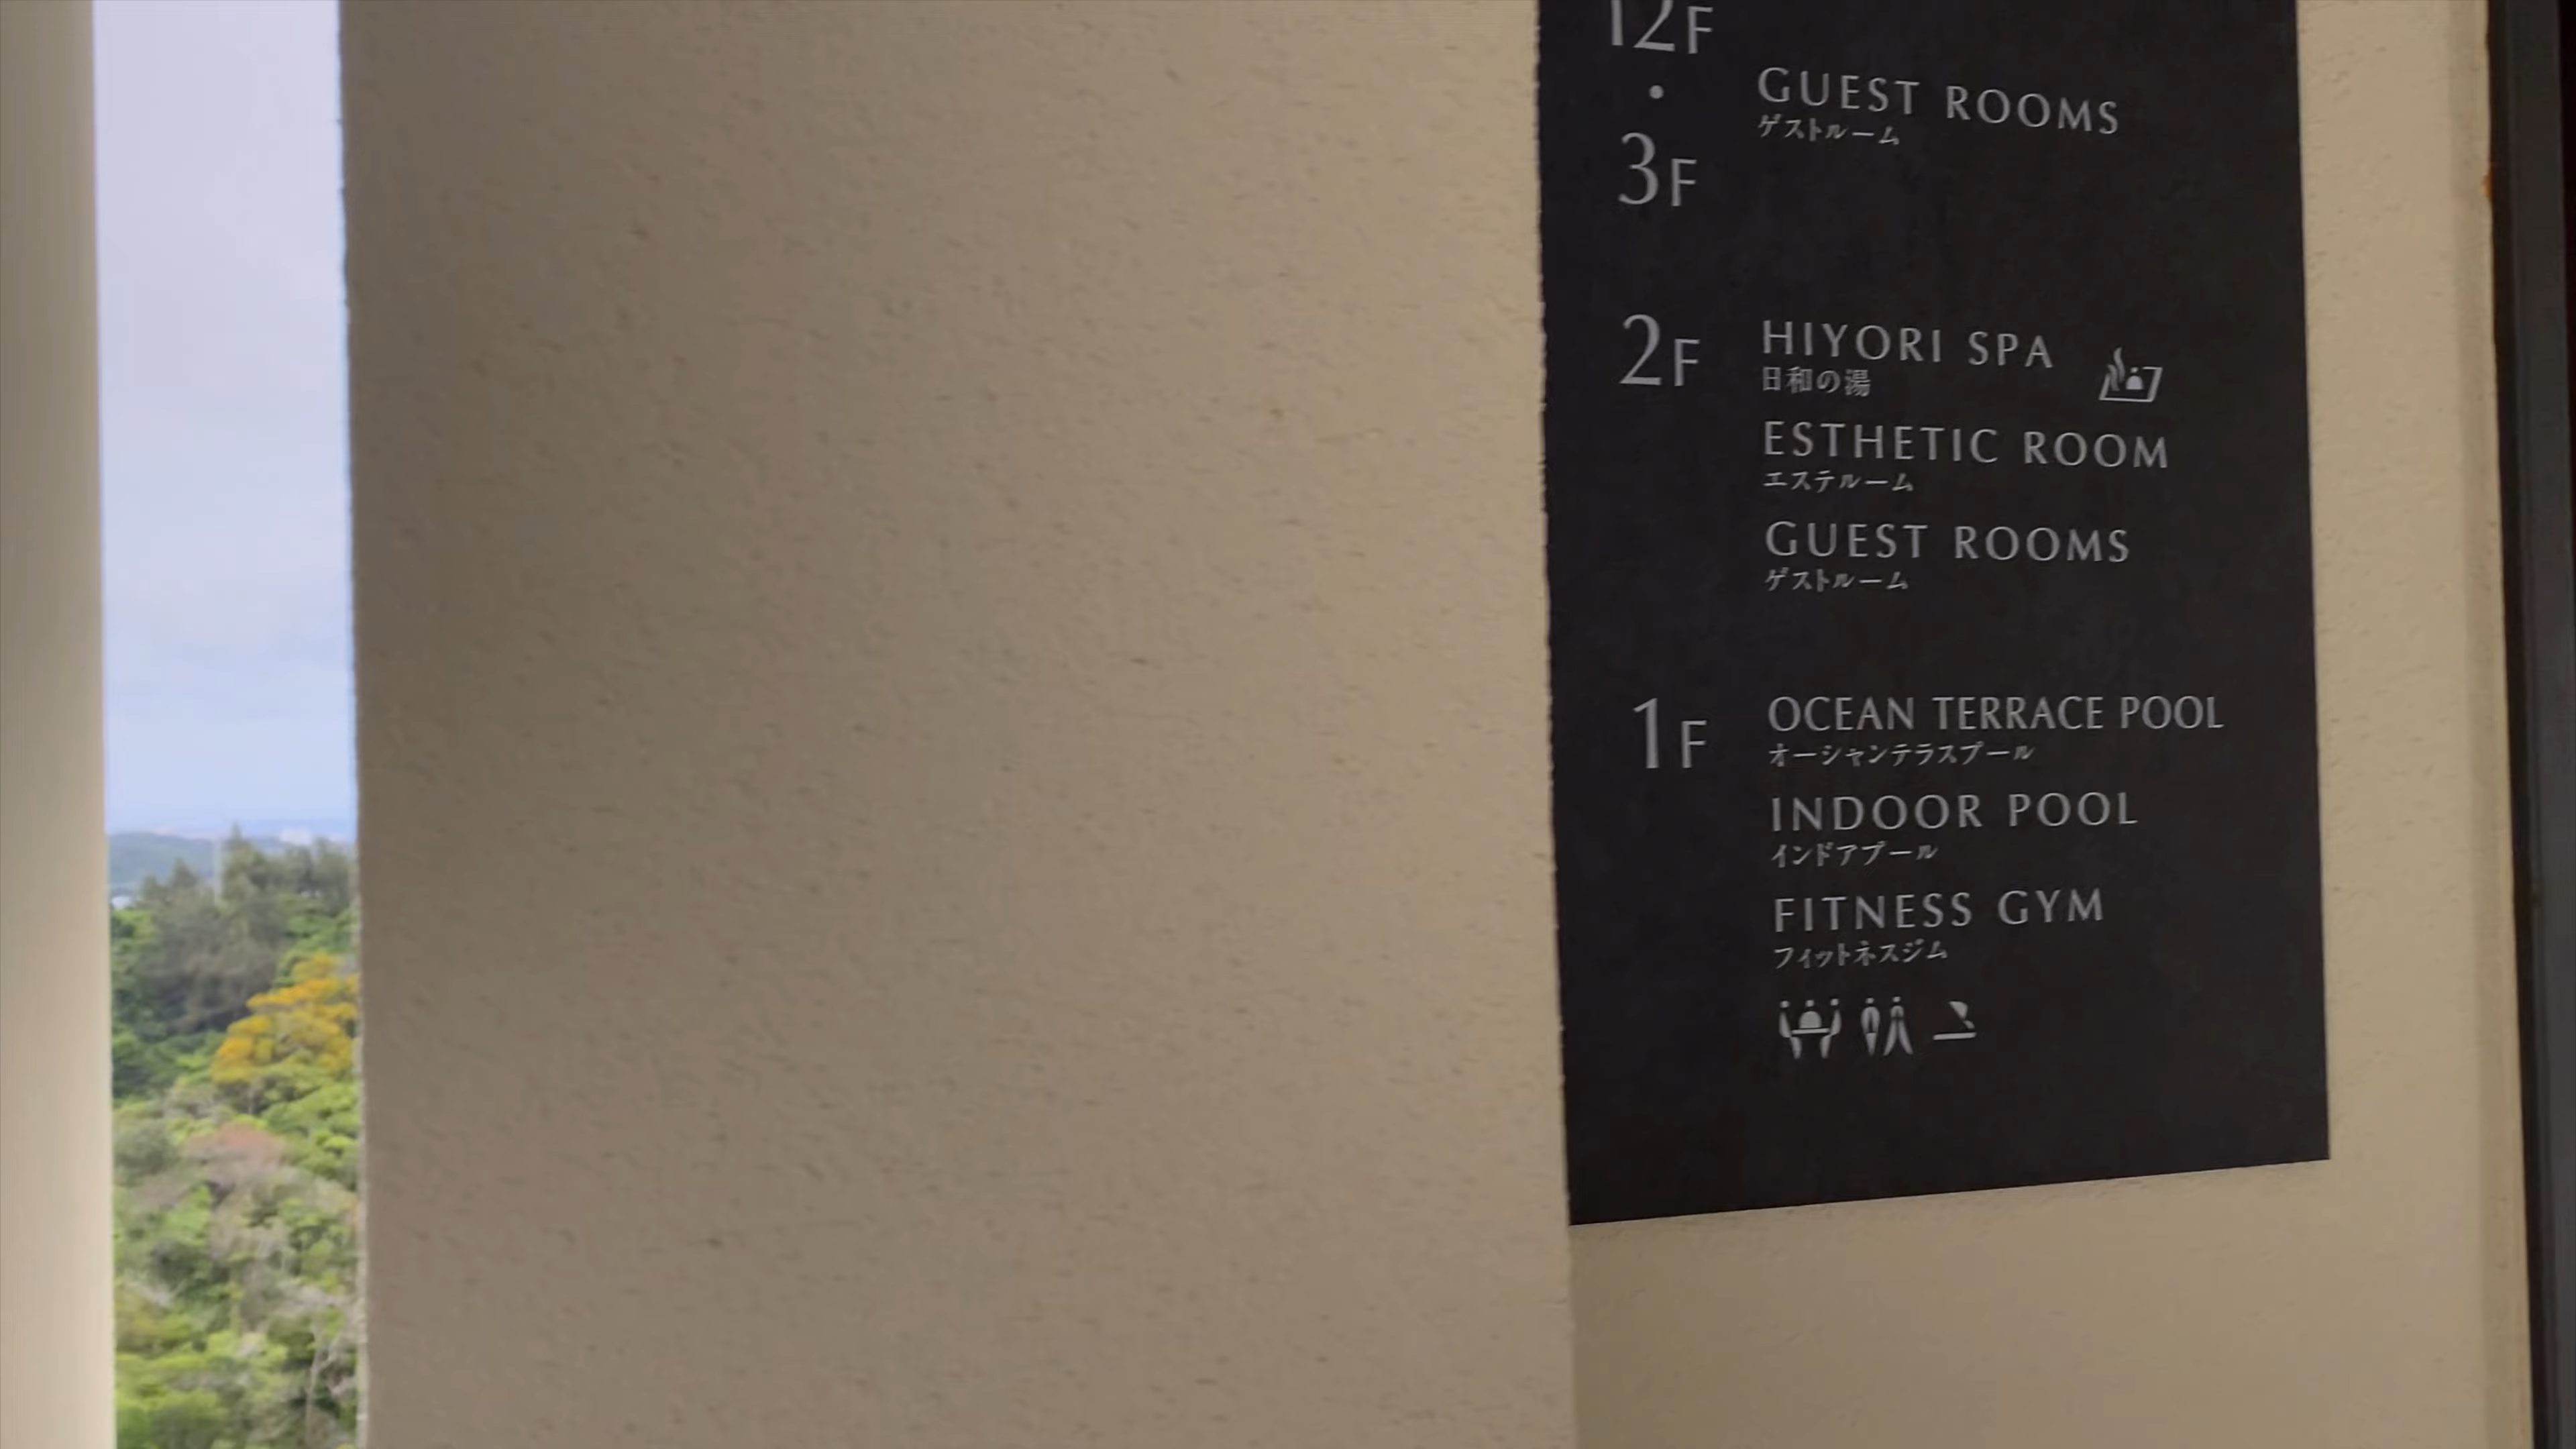 12F
GUEST ROOMS
ゲストルーム
3F
2F
HIYORI SPA
日和の湯
ESTHETIC ROOM
エステルーム
GUEST ROOMS
ゲストルーム
1F
OCEAN TERRACE POOL
オーシャンテラスプール
INDOOR POOL
インドアプール
FITNESS GYM
フィットネスジム